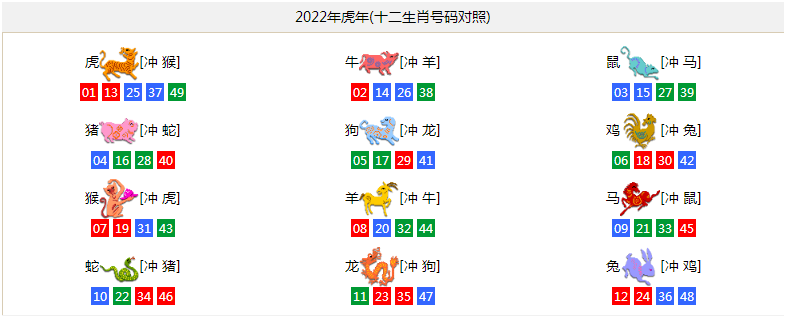 2022年虎年(十二生肖号码对照)
虎[冲 猴] 牛[冲 羊] 鼠[冲 马]
01 13 25 37 49 02 14 26 38 03 15 27 39
猪[冲 蛇] 狗[冲 龙] 鸡[冲 兔]
04 16 28 40 05 17 29 41 06 18 30 42
猴[冲 虎] 羊[冲 牛] 马[冲 鼠]
07 19 31 43 08 20 32 44 09 21 33 45
蛇[冲 猪] 龙[冲 狗] 兔[冲 鸡]
10 22 34 46 11 23 35 47 12 24 36 48